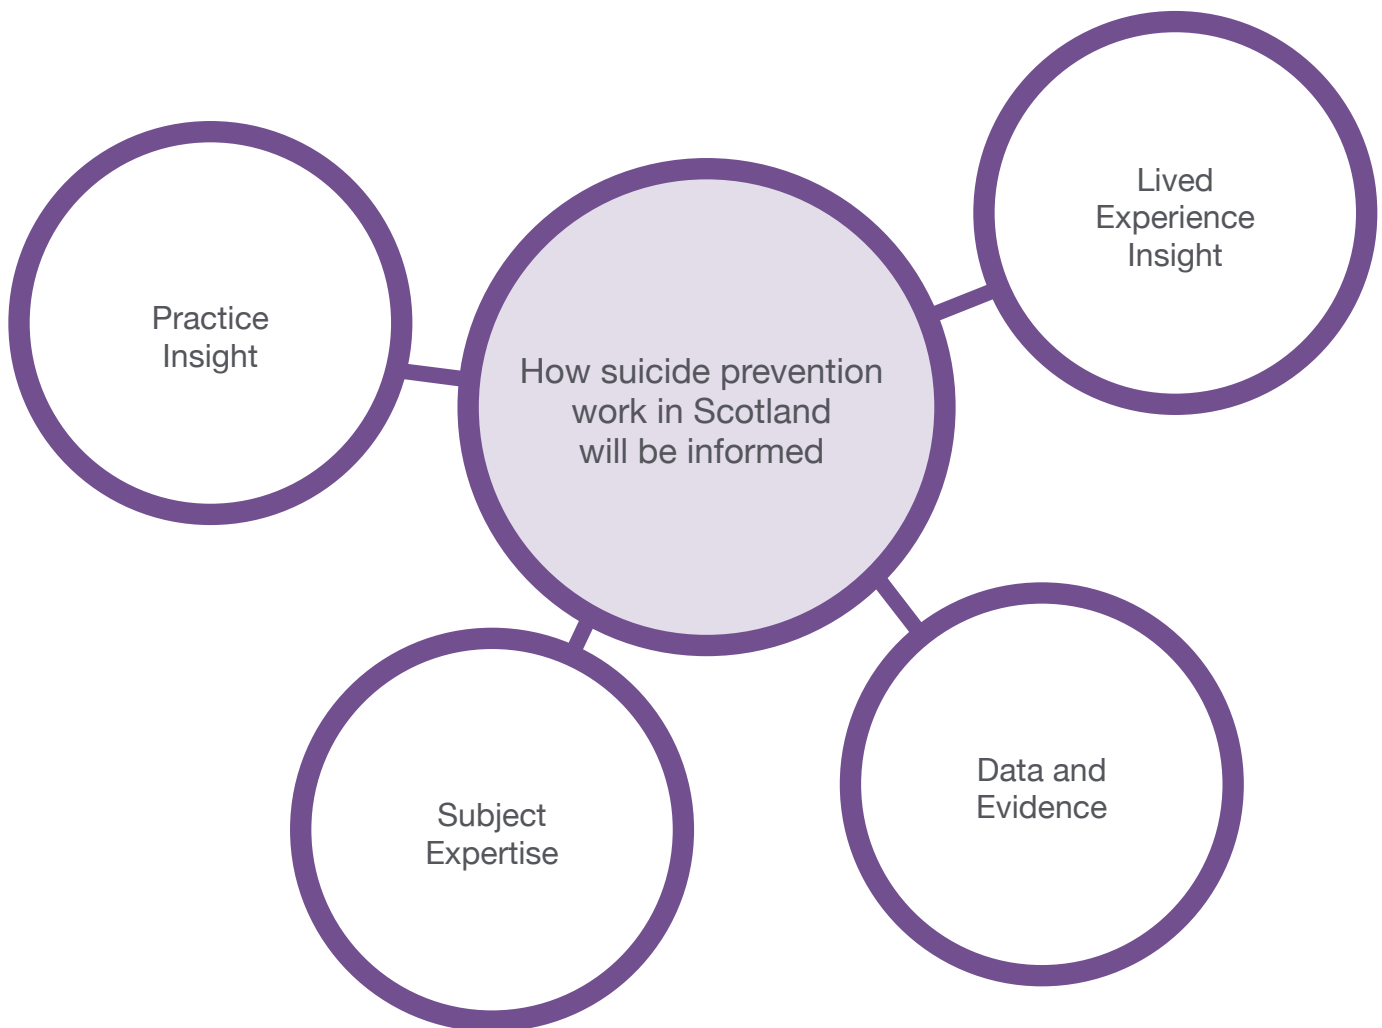 Lived
Experience
Insight
Practice
Insight
How suicide prevention
work in Scotland
will be informed
Data and
Evidence
Subject
Expertise